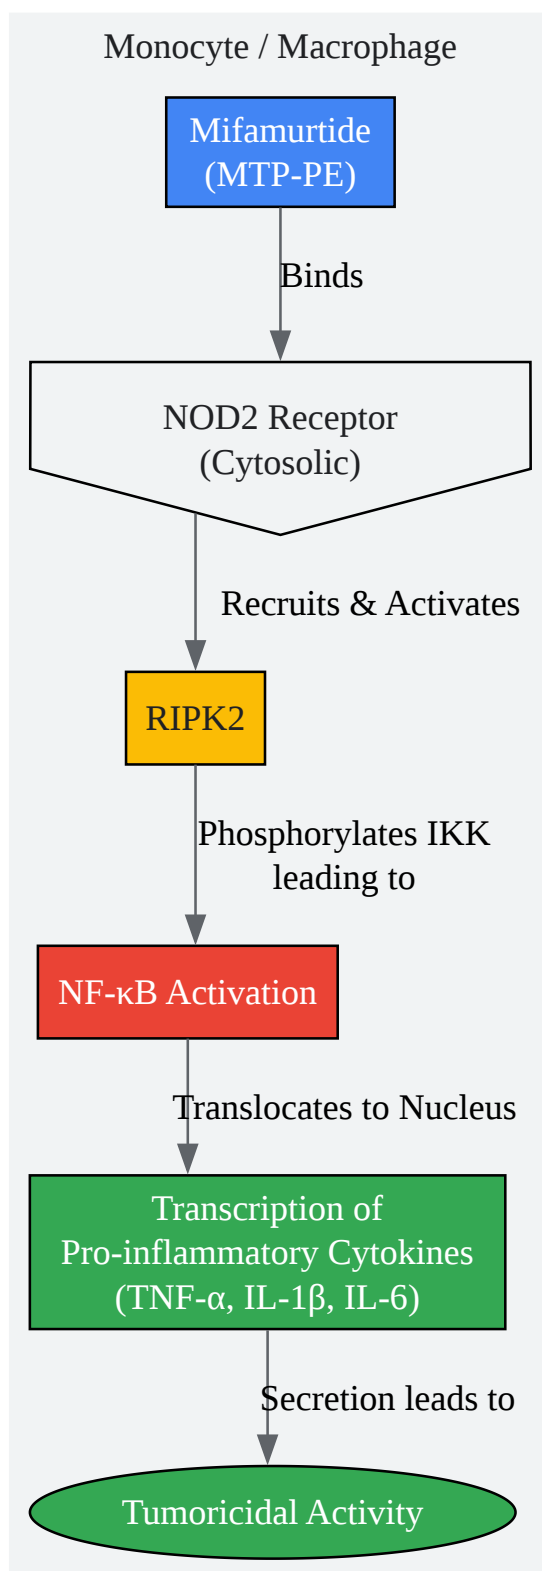 Monocyte / Macrophage
Mifamurtide
(MTP-PE)
Binds
NOD2 Receptor
(Cytosolic)
Recruits & Activates
RIPK2
Phosphorylates IKK
leading to
NF-κB Activation
Translocates to Nucleus
Transcription of
Pro-inflammatory Cytokines
(TNF-α, IL-1β, IL-6)
Secretion leads to
Tumoricidal Activity